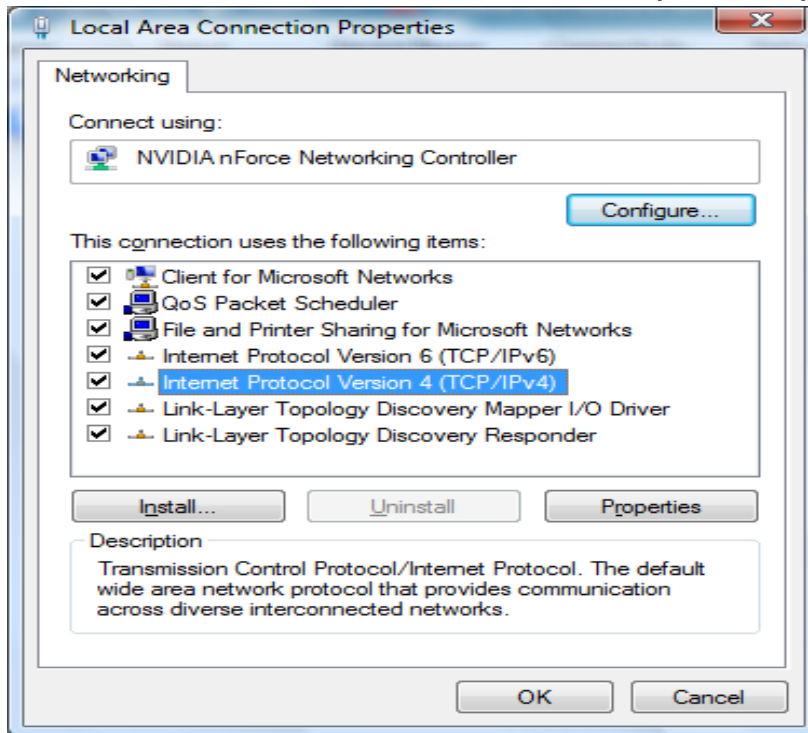 Local Area Connection Properties
Networking
Connect using:
NVIDIA nForce Networking Controller
Configure...
This connection uses the following items:
Client for Microsoft Networks
QoS Packet Scheduler
File and Printer Sharing for Microsoft Networks
Internet Protocol Version 6 (TCP/IPv6)
Internet Protocol Version 4 (TCP/IPv4)
Link-Layer Topology Discovery Mapper I/O Driver
Link-Layer Topology Discovery Responder
Install... Uninstall Properties
Description
Transmission Control Protocol/Internet Protocol. The default
wide area network protocol that provides communication
across diverse interconnected networks.
OK Cancel